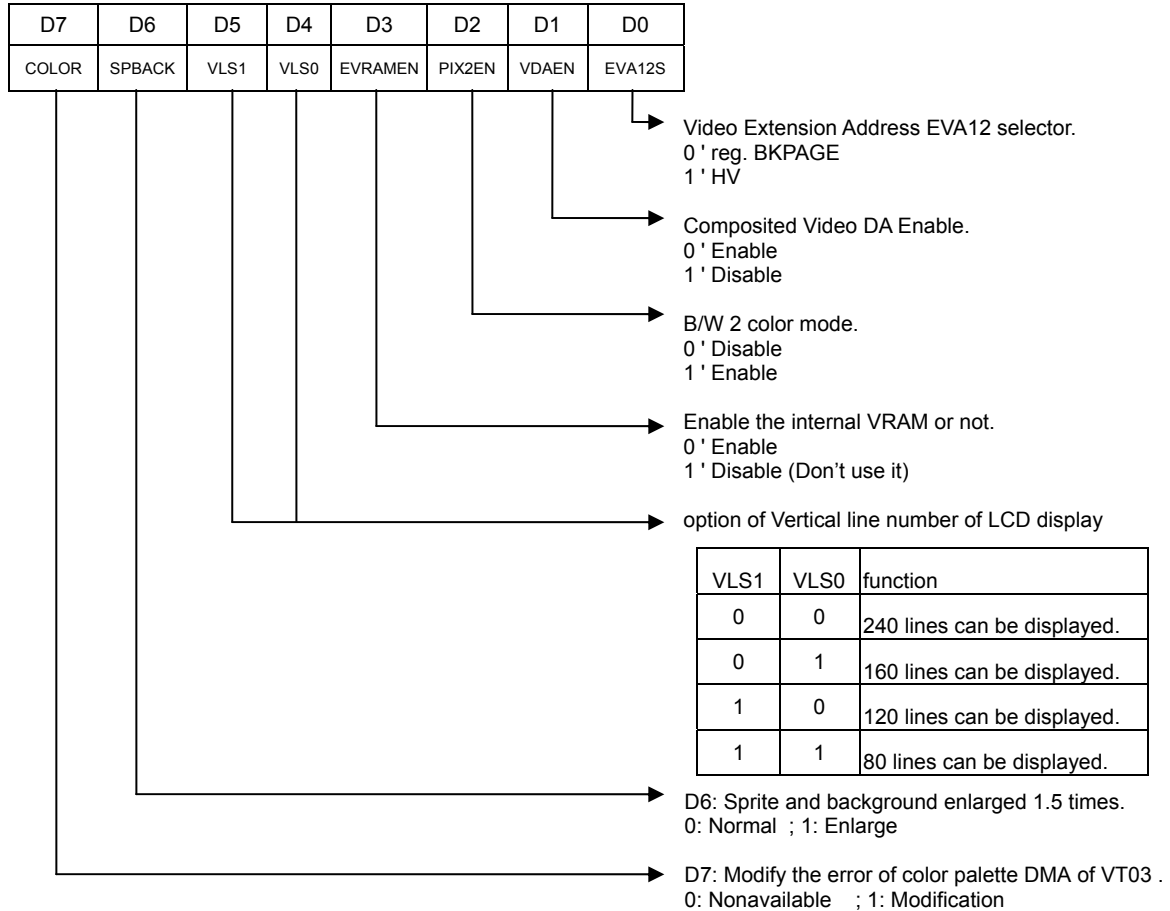 D7 D6 D5 D4 D3 D2 D1 D0
COLOR SPBACK VLS1 VLS0 EVRAMEN PIX2EN VDAEN EVA12S
Video Extension Address EVA12 selector.
0 ' reg. BKPAGE
1 ' HV
Composited Video DA Enable.
0 ' Enable
1 ' Disable
B/W 2 color mode.
0 ' Disable
1 ' Enable
Enable the internal VRAM or not.
0 ' Enable
1 ' Disable (Don’t use it)
option of Vertical line number of LCD display
VLS1 VLS0 function
0 0 240 lines can be displayed.
0 1 160 lines can be displayed.
1 0 120 lines can be displayed.
1 1 80 lines can be displayed.
D6: Sprite and background enlarged 1.5 times.
0: Normal ; 1: Enlarge
D7: Modify the error of color palette DMA of VT03 .
0: Nonavailable ; 1: Modification